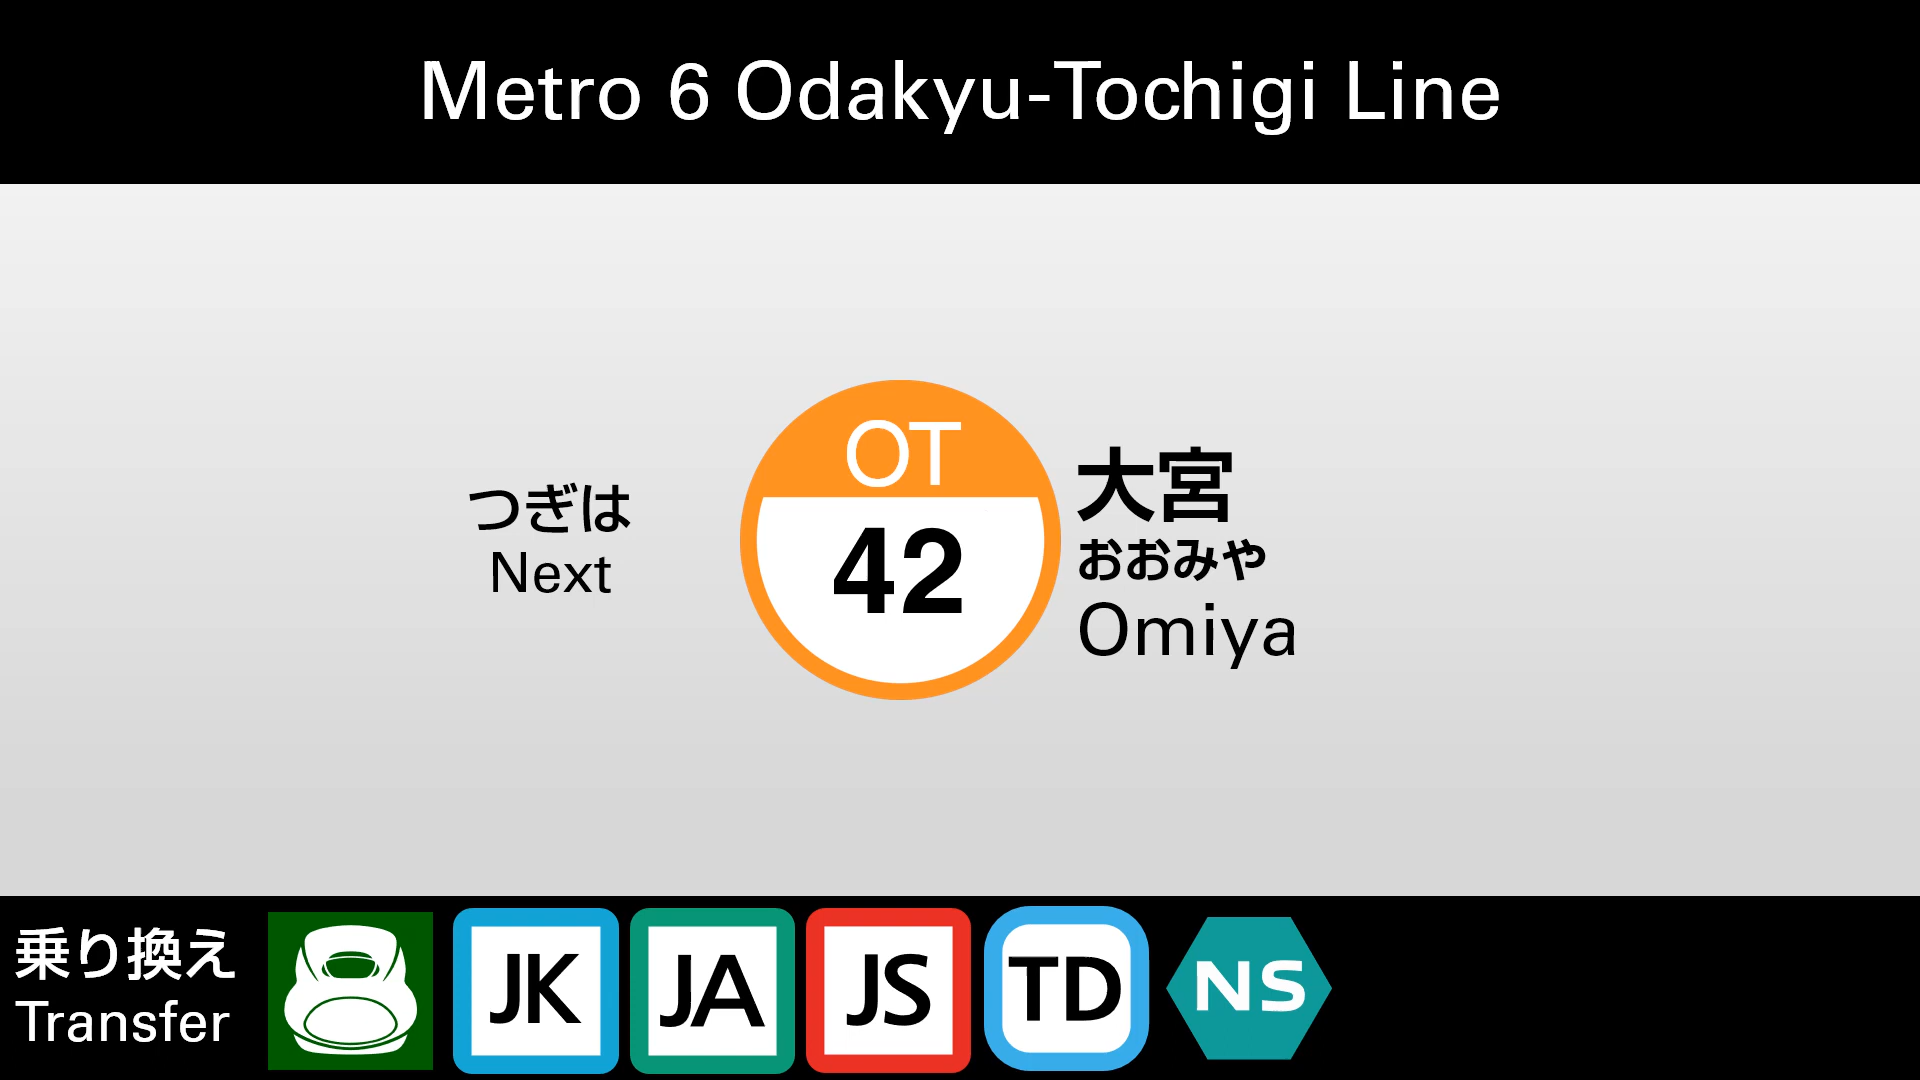 Metro 6 Odakyu-Tochigi Line
つぎは
Next
OT
42
大宮
おおみや
Omiya
乗り換え
Transfer
JK
JA
JS
TD
NS